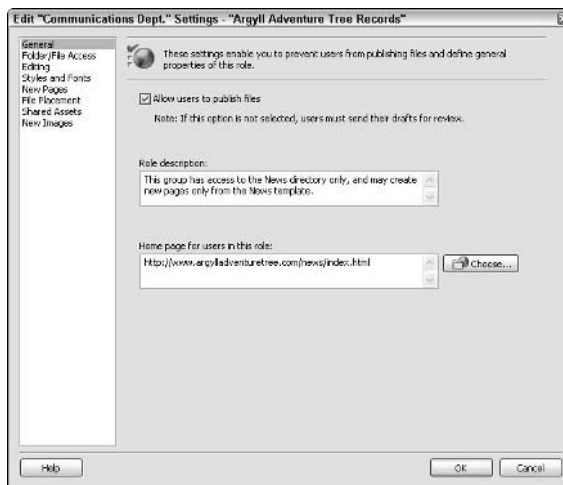 Edit "Communications Dept." Settings - "Argyll Adventure Tree Records"
General
Folder/File Access
Editing
Styles and Fonts
New Pages
File Placement
Shared Assets
New Images
These settings enable you to prevent users from publishing files and define general
properties of this role.
Allow users to publish files
Note: If this option is not selected, users must send their drafts for review.
Role description:
This group has access to the News directory only, and may create
new pages only from the News template.
Home page for users in this role:
http://www.argylladventuretree.com/news/index.html
Choose...
Help
OK
Cancel